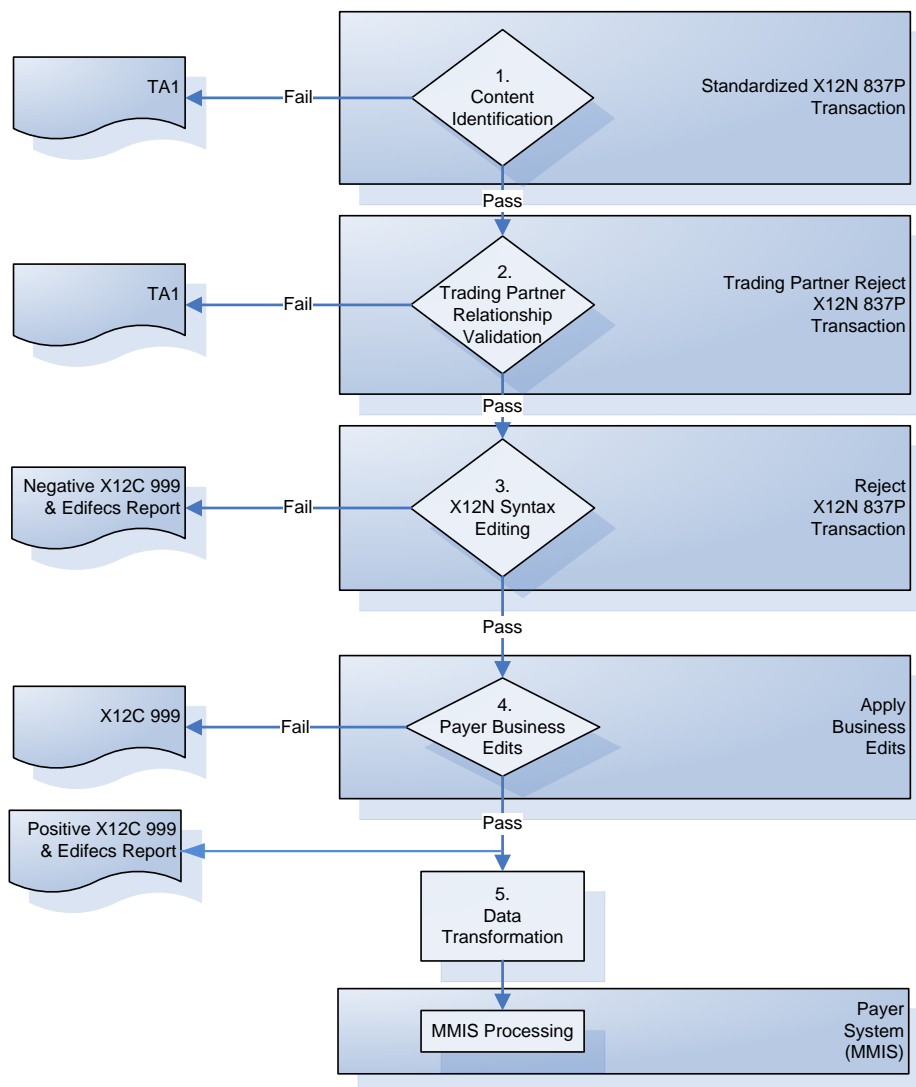 1.
Content
Identification
TA1
Fail
Standardized X12N 837P
Transaction
Pass
2.
Trading Partner
Relationship
Validation
TA1
Fail
Trading Partner Reject
X12N 837P
Transaction
Pass
3.
X12N Syntax
Editing
Negative X12C 999
& Edifecs Report
Fail
Reject
X12N 837P
Transaction
Pass
4.
Payer Business
Edits
X12C 999
Fail
Apply
Business
Edits
Pass
Positive X12C 999
& Edifecs Report
5.
Data
Transformation
MMIS Processing
Payer
System
(MMIS)